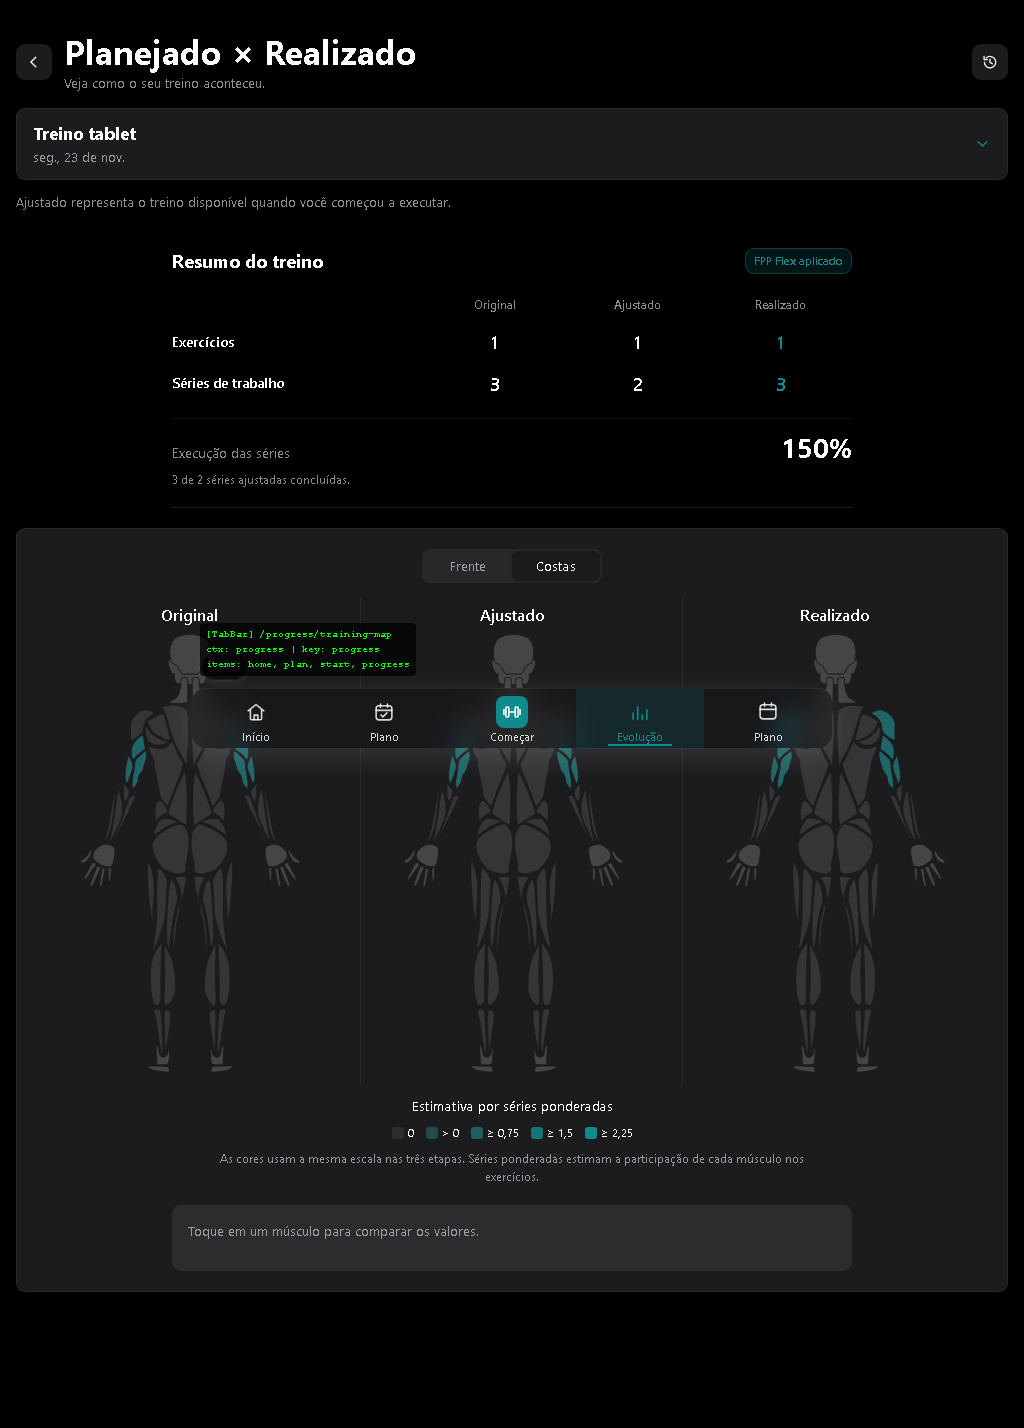 Planejado × Realizado
Veja como o seu treino aconteceu.
Treino tablet
seg., 23 de nov.
Ajustado representa o treino disponível quando você começou a executar.
Resumo do treino
FPP Flex aplicado
Original Ajustado Realizado
Exercícios 1 1 1
Séries de trabalho 3 2 3
Execução das séries 150%
3 de 2 séries ajustadas concluídas.
Frente Costas
Original Ajustado Realizado
[TabBar] /progress/training-map
ctx: progress | key: progress
items: home, plan, start, progress
Início Plano Começar Evolução Plano
Estimativa por séries ponderadas
0 > 0 ≥ 0,75 ≥ 1,5 ≥ 2,25
As cores usam a mesma escala nas três etapas. Séries ponderadas estimam a participação de cada músculo nos
exercícios.
Toque em um músculo para comparar os valores.